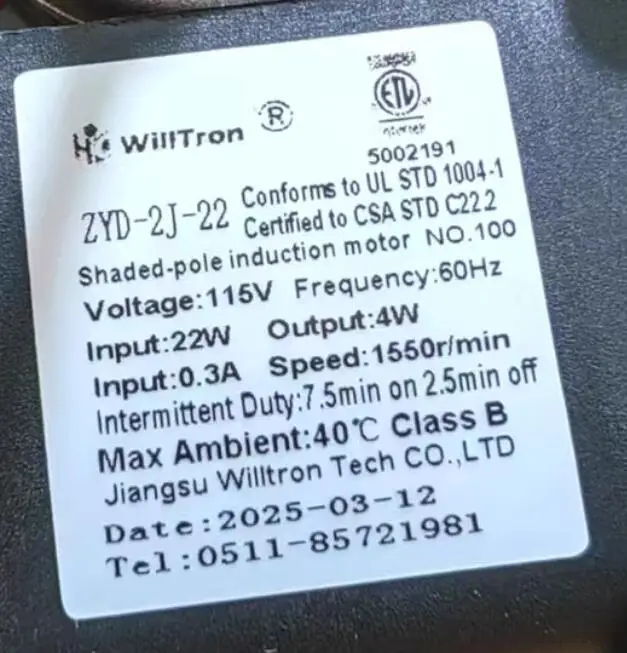 WillTron ®
ETL
Intertek
5002191
ZYD-2J-22 Conforms to UL STD 1004-1
Certified to CSA STD C22.2
Shaded-pole induction motor NO.100
Voltage:115V Frequency:60Hz
Input:22W Output:4W
Input:0.3A Speed:1550r/min
Intermittent Duty:7.5min on 2.5min off
Max Ambient:40℃ Class B
Jiangsu Willtron Tech CO.,LTD
Date:2025-03-12
Tel:0511-85721981